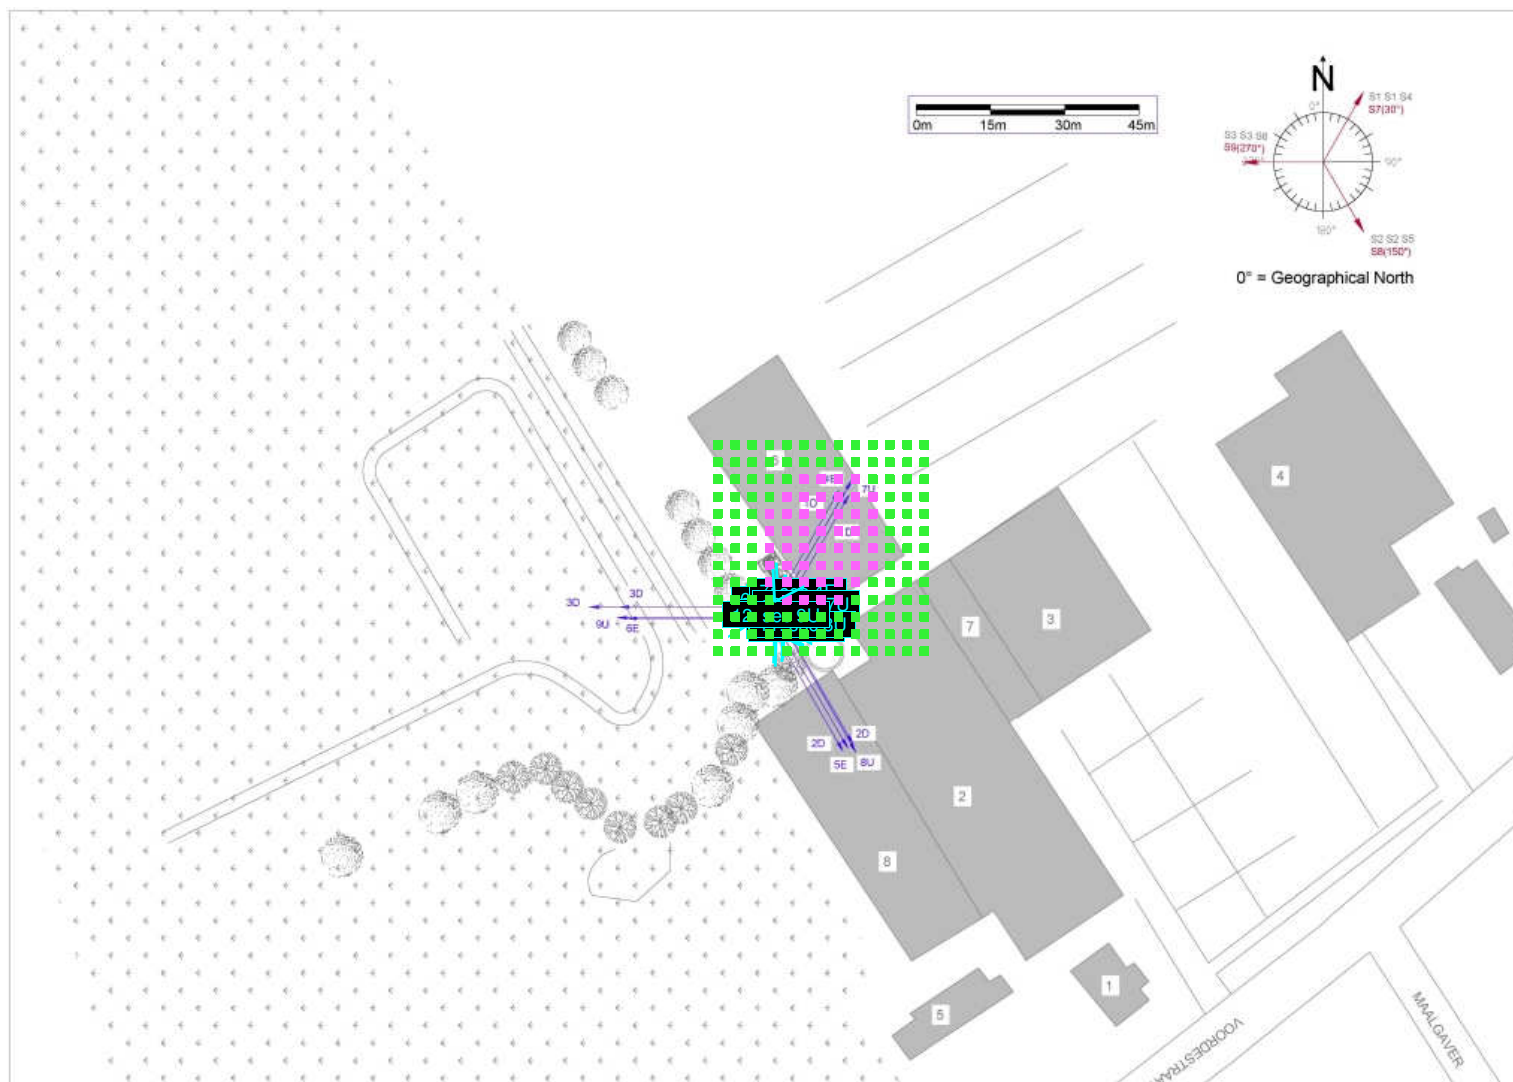 N
0°
S1 S1 S4
S7(30°)
S3 S3 S6
S9(270°)
90°
180°
S2 S2 S5
S8(150°)
0° = Geographical North
0m 15m 30m 45m
6
7U
4
3D
3D
9U
6E
7
3
2D
2D
5E
8U
2
8
1
5
VOORDESTRAA
MAALGAVER